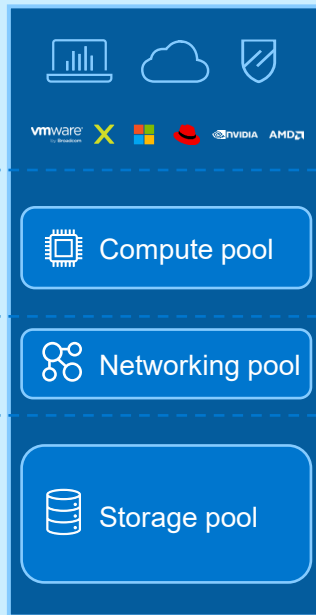 vmware by Broadcom X NVIDIA AMD
Compute pool
Networking pool
Storage pool